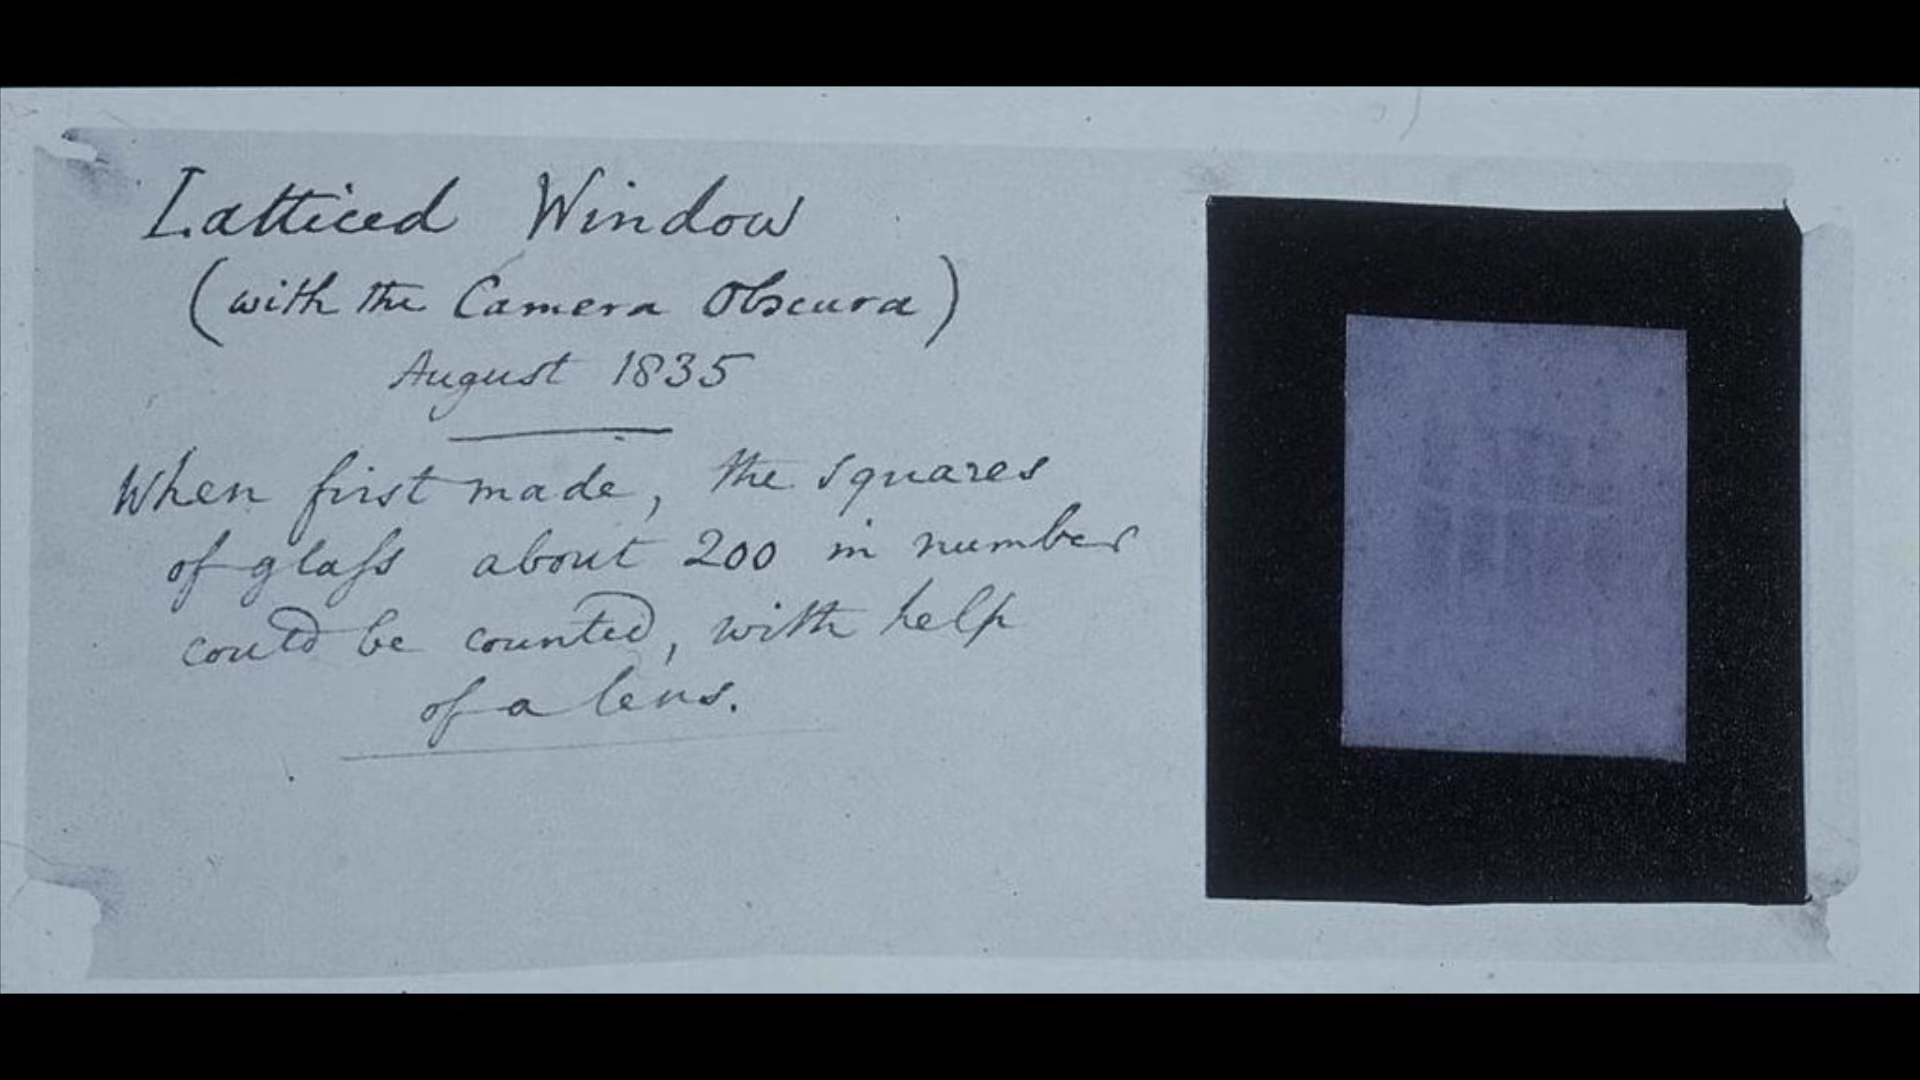 Latticed Window
(with the Camera Obscura)
August 1835
When first made, the squares
of glaſs about 200 in number
could be counted, with help
of a lens.